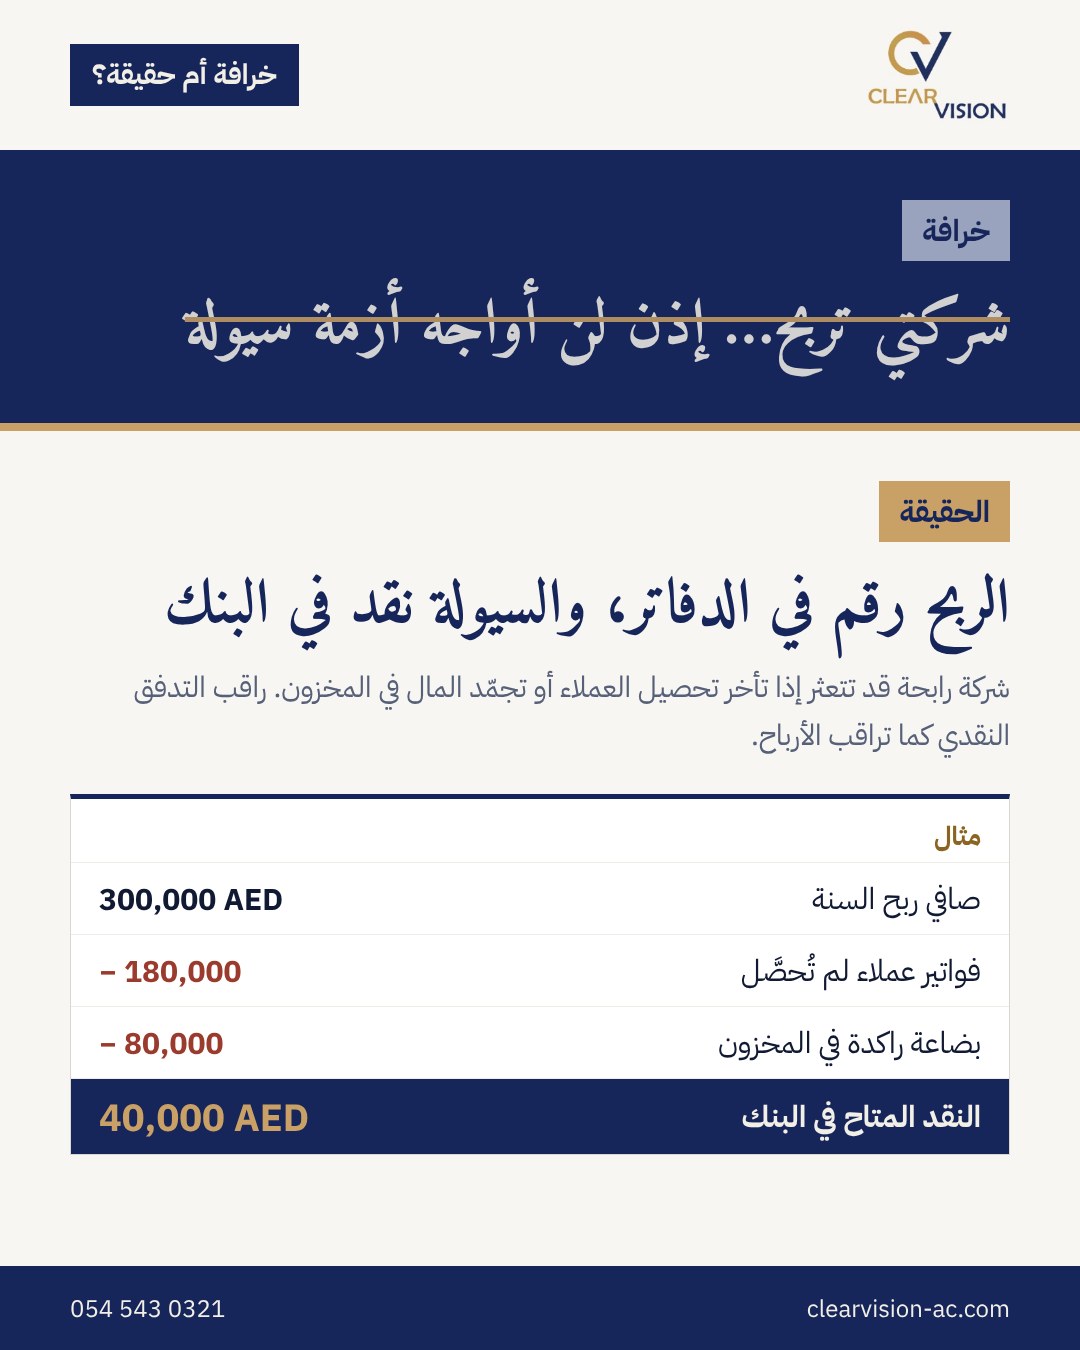 CLEAR
VISION
خرافة أم حقيقة؟
خرافة
شركتي تربح... إذن لن أواجه أزمة سيولة
الحقيقة
الربح رقم في الدفاتر، والسيولة نقد في البنك
شركة رابحة قد تتعثر إذا تأخر تحصيل العملاء أو تجمّد المال في المخزون. راقب التدفق
النقدي كما تراقب الأرباح.
مثال
صافي ربح السنة 300,000 AED
فواتير عملاء لم تُحصَّل – 180,000
بضاعة راكدة في المخزون – 80,000
النقد المتاح في البنك 40,000 AED
clearvision-ac.com 054 543 0321